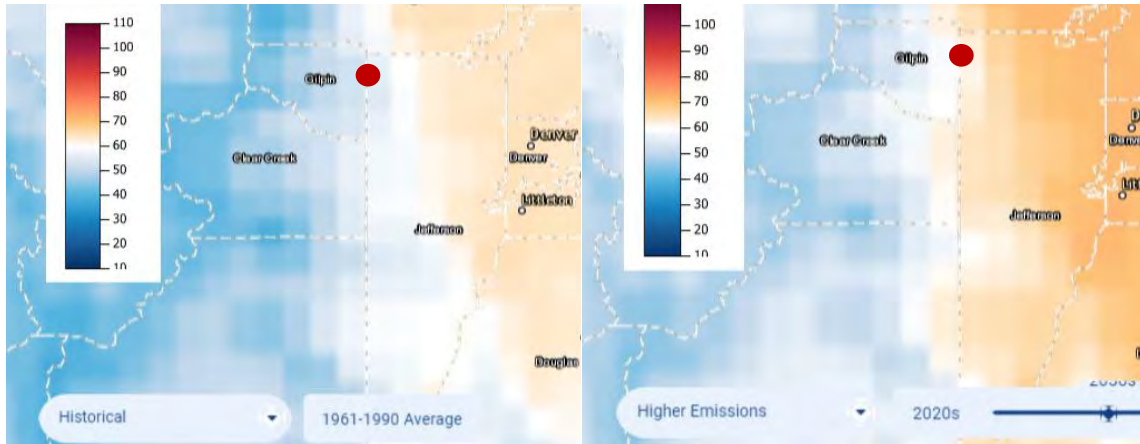 110
100
90
80
70
60
50
40
30
20
10
Gilpin
Clear Creek
Denver
Denver
Littleton
Jefferson
Douglas
Historical
1961-1990 Average
100
90
80
70
60
50
40
30
20
10
Gilpin
Clear Creek
D
Denv
Litt
Jefferson
Higher Emissions
2020s